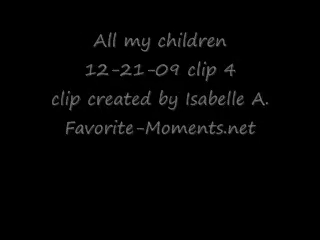 All my children
12-21-09 clip 4
clip created by Isabelle A.
Favorite-Moments.net